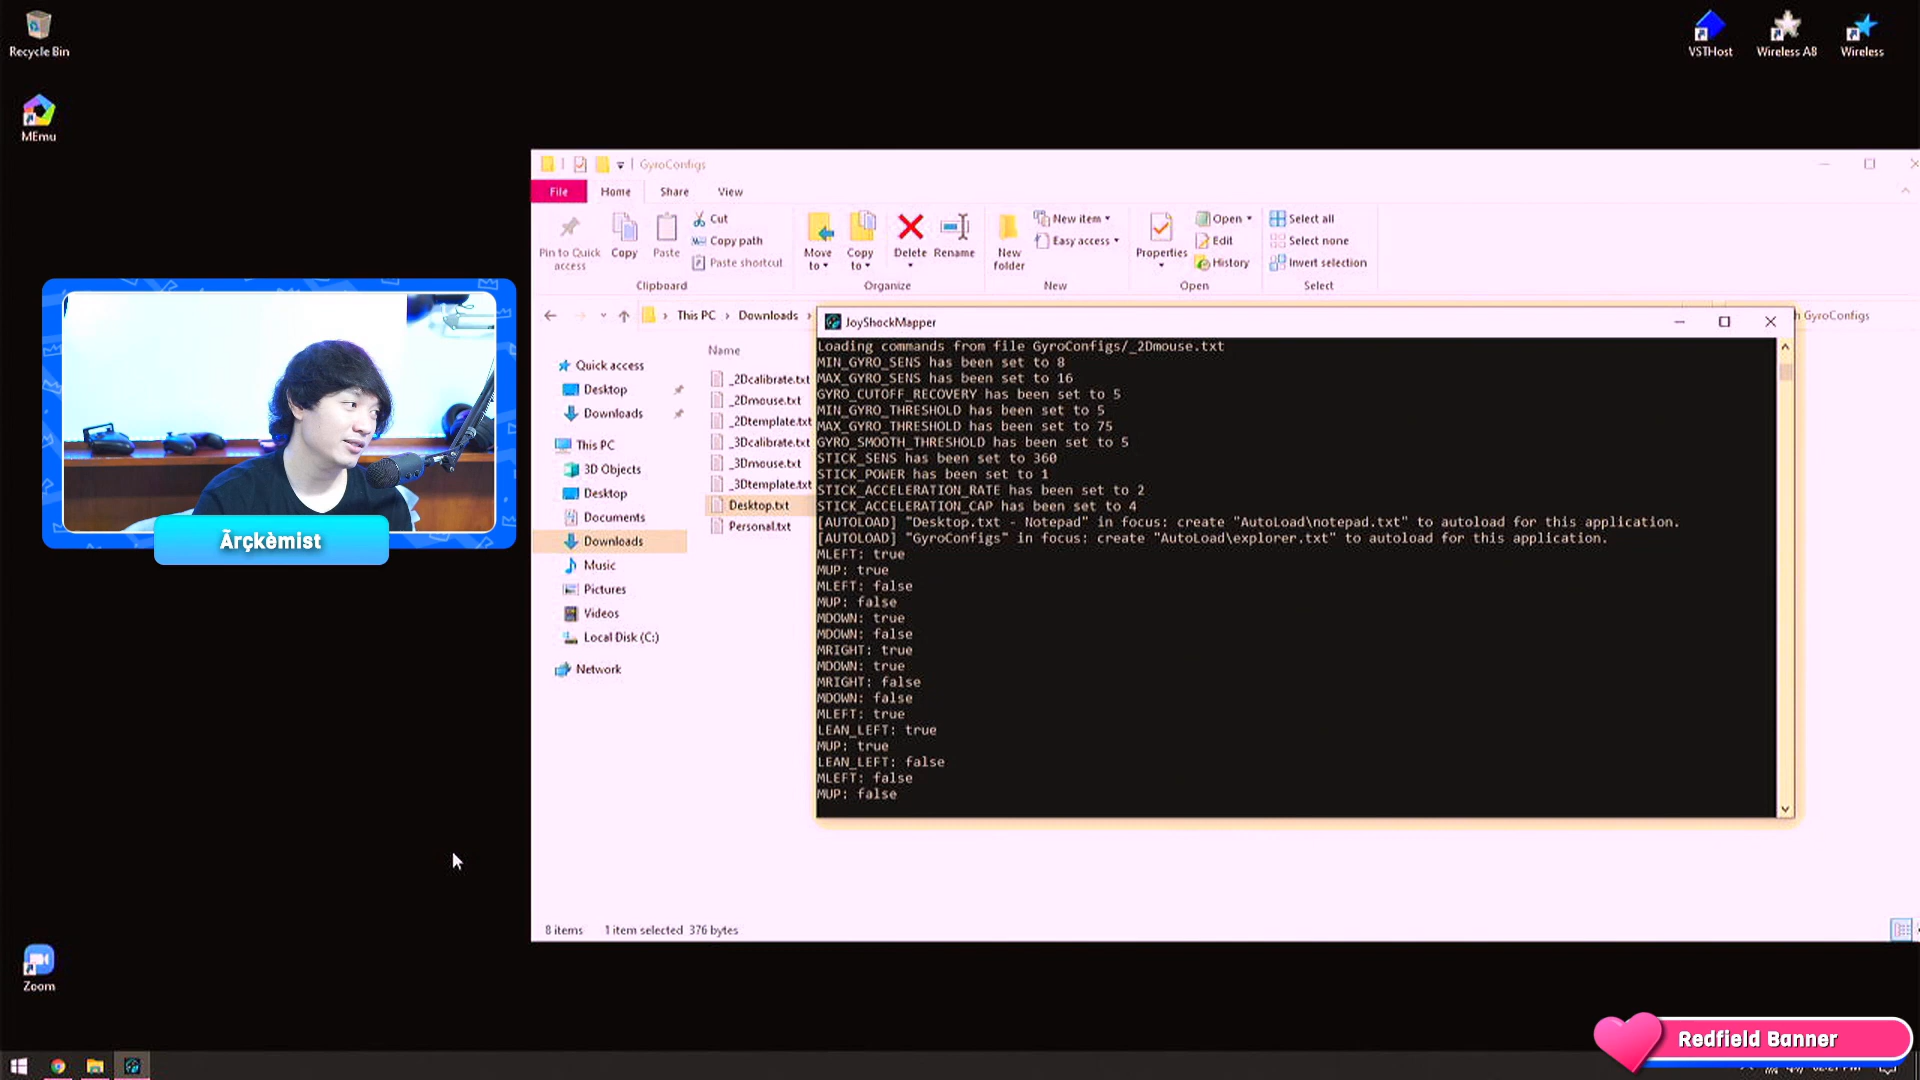 Recycle Bin
MEmu
VSTHost
Wireless A8
Wireless
GyroConfigs
File
Home
Share
View
Pin to Quick access
Copy
Paste
Cut
Copy path
Paste shortcut
Clipboard
Move to
Copy to
Delete
Rename
Organize
New folder
New item
Easy access
New
Properties
Open
Edit
History
Open
Select all
Select none
Invert selection
Select
This PC
Downloads
GyroConfigs
Quick access
Desktop
Downloads
This PC
3D Objects
Desktop
Documents
Downloads
Music
Pictures
Videos
Local Disk (C:)
Network
Name
_2Dcalibrate.txt
_2Dmouse.txt
_2Dtemplate.txt
_3Dcalibrate.txt
_3Dmouse.txt
_3Dtemplate.txt
Desktop.txt
Personal.txt
JoyShockMapper
Loading commands from file GyroConfigs/_2Dmouse.txt
MIN_GYRO_SENS has been set to 8
MAX_GYRO_SENS has been set to 16
GYRO_CUTOFF_RECOVERY has been set to 5
MIN_GYRO_THRESHOLD has been set to 5
MAX_GYRO_THRESHOLD has been set to 75
GYRO_SMOOTH_THRESHOLD has been set to 5
STICK_SENS has been set to 360
STICK_POWER has been set to 1
STICK_ACCELERATION_RATE has been set to 2
STICK_ACCELERATION_CAP has been set to 4
[AUTOLOAD] "Desktop.txt - Notepad" in focus: create "AutoLoad\notepad.txt" to autoload for this application.
[AUTOLOAD] "GyroConfigs" in focus: create "AutoLoad\explorer.txt" to autoload for this application.
MLEFT: true
MUP: true
MLEFT: false
MUP: false
MDOWN: true
MDOWN: false
MRIGHT: true
MDOWN: true
MRIGHT: false
MDOWN: false
MLEFT: true
LEAN_LEFT: true
MUP: true
LEAN_LEFT: false
MLEFT: false
MUP: false
Ãrçkèmist
8 items
1 item selected 376 bytes
Zoom
Redfield Banner